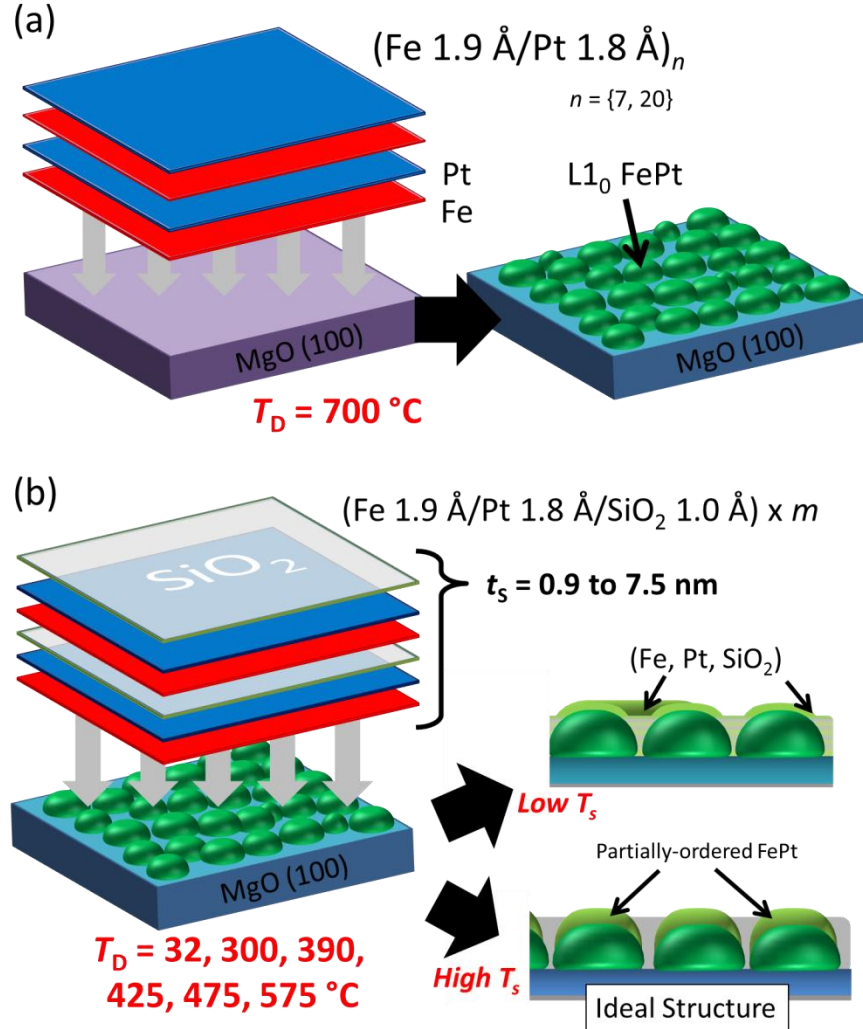 (a)
(Fe 1.9 Å/Pt 1.8 Å)n
n = {7, 20}
Pt
Fe
L10 FePt
MgO (100)
MgO (100)
TD = 700 °C
(b)
(Fe 1.9 Å/Pt 1.8 Å/SiO2 1.0 Å) x m
SiO2
tS = 0.9 to 7.5 nm
(Fe, Pt, SiO2)
Low Ts
MgO (100)
Partially-ordered FePt
TD = 32, 300, 390,
425, 475, 575 °C
High Ts
Ideal Structure